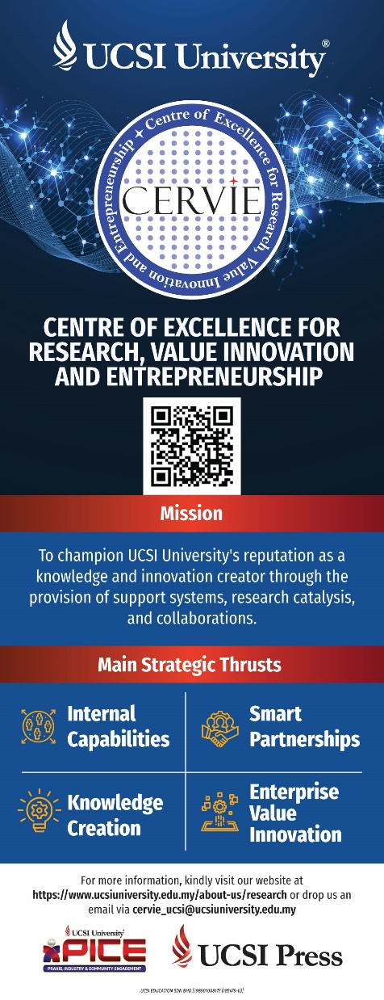 UCSI University®
Centre of Excellence for Research, Value Innovation and Entrepreneurship
CERVIE
CENTRE OF EXCELLENCE FOR
RESEARCH, VALUE INNOVATION
AND ENTREPRENEURSHIP
Mission
To champion UCSI University's reputation as a
knowledge and innovation creator through the
provision of support systems, research catalysis,
and collaborations.
Main Strategic Thrusts
Internal
Capabilities
Smart
Partnerships
Knowledge
Creation
Enterprise
Value
Innovation
For more information, kindly visit our website at
https://www.ucsiuniversity.edu.my/about-us/research or drop us an
email via cervie_ucsi@ucsiuniversity.edu.my
UCSI University
PICE
PRAXIS, INDUSTRY & COMMUNITY ENGAGEMENT
UCSI Press
UCSI EDUCATION SDN BHD [198901008177 (185479-U)]